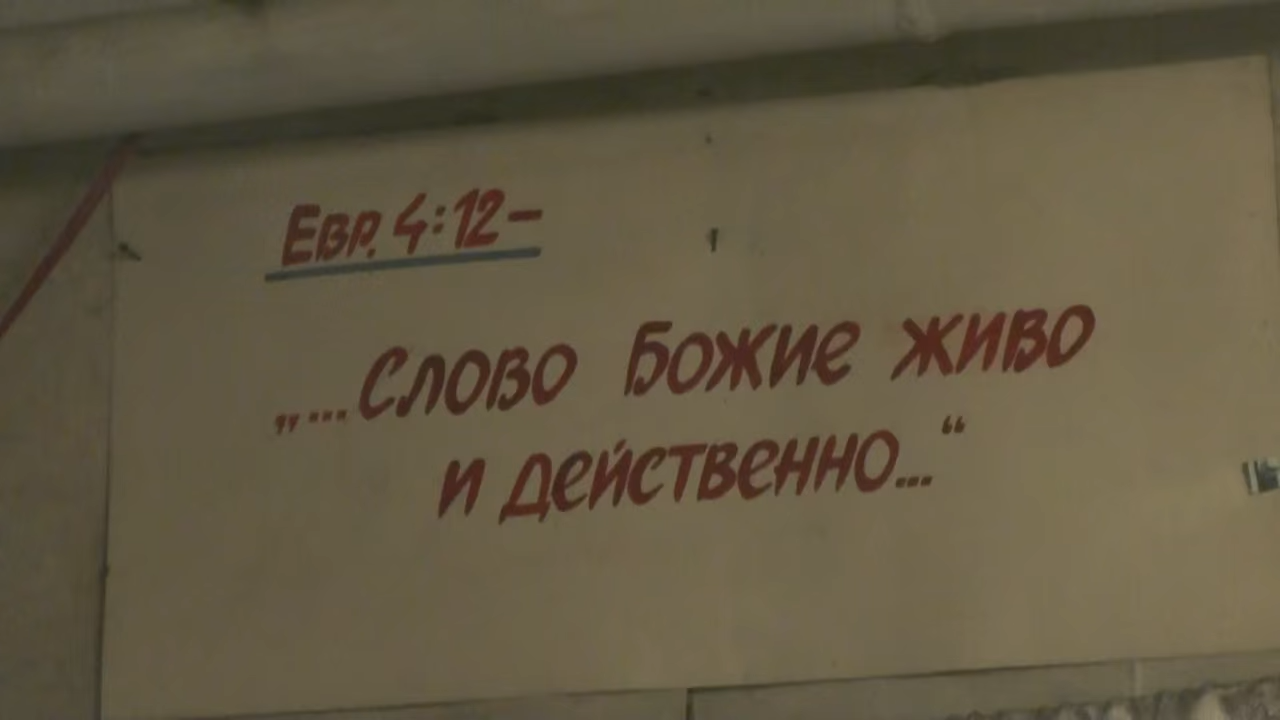 Евр. 4:12-
„...Слово Божие живо
и действенно...“